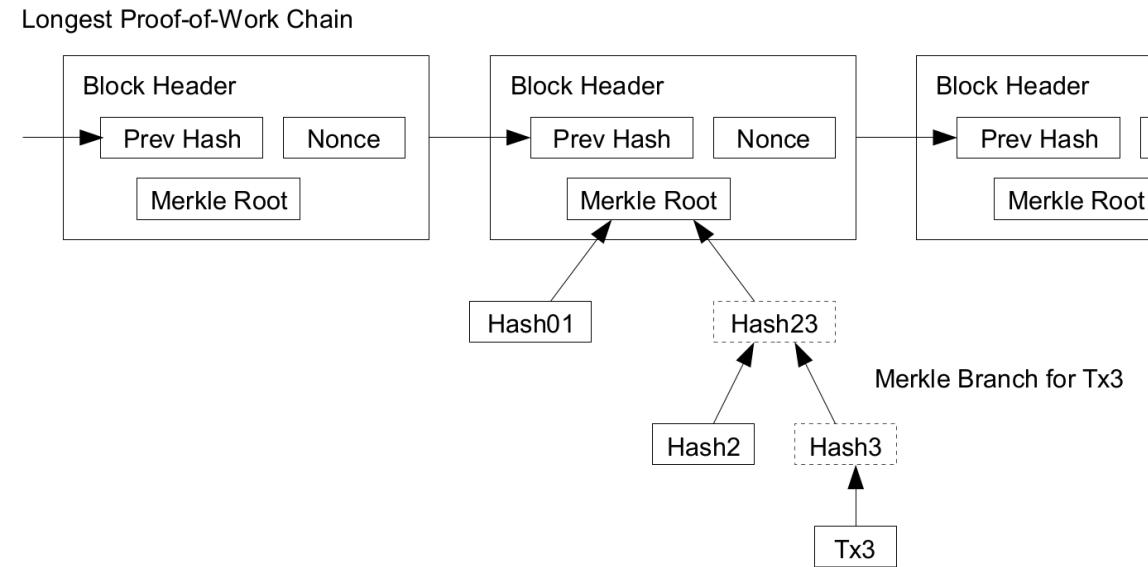 Longest Proof-of-Work Chain
Block Header Block Header Block Header
Prev Hash Nonce Prev Hash Nonce Prev Hash
Merkle Root Merkle Root Merkle Root
Hash01 Hash23
Merkle Branch for Tx3
Hash2 Hash3
Tx3